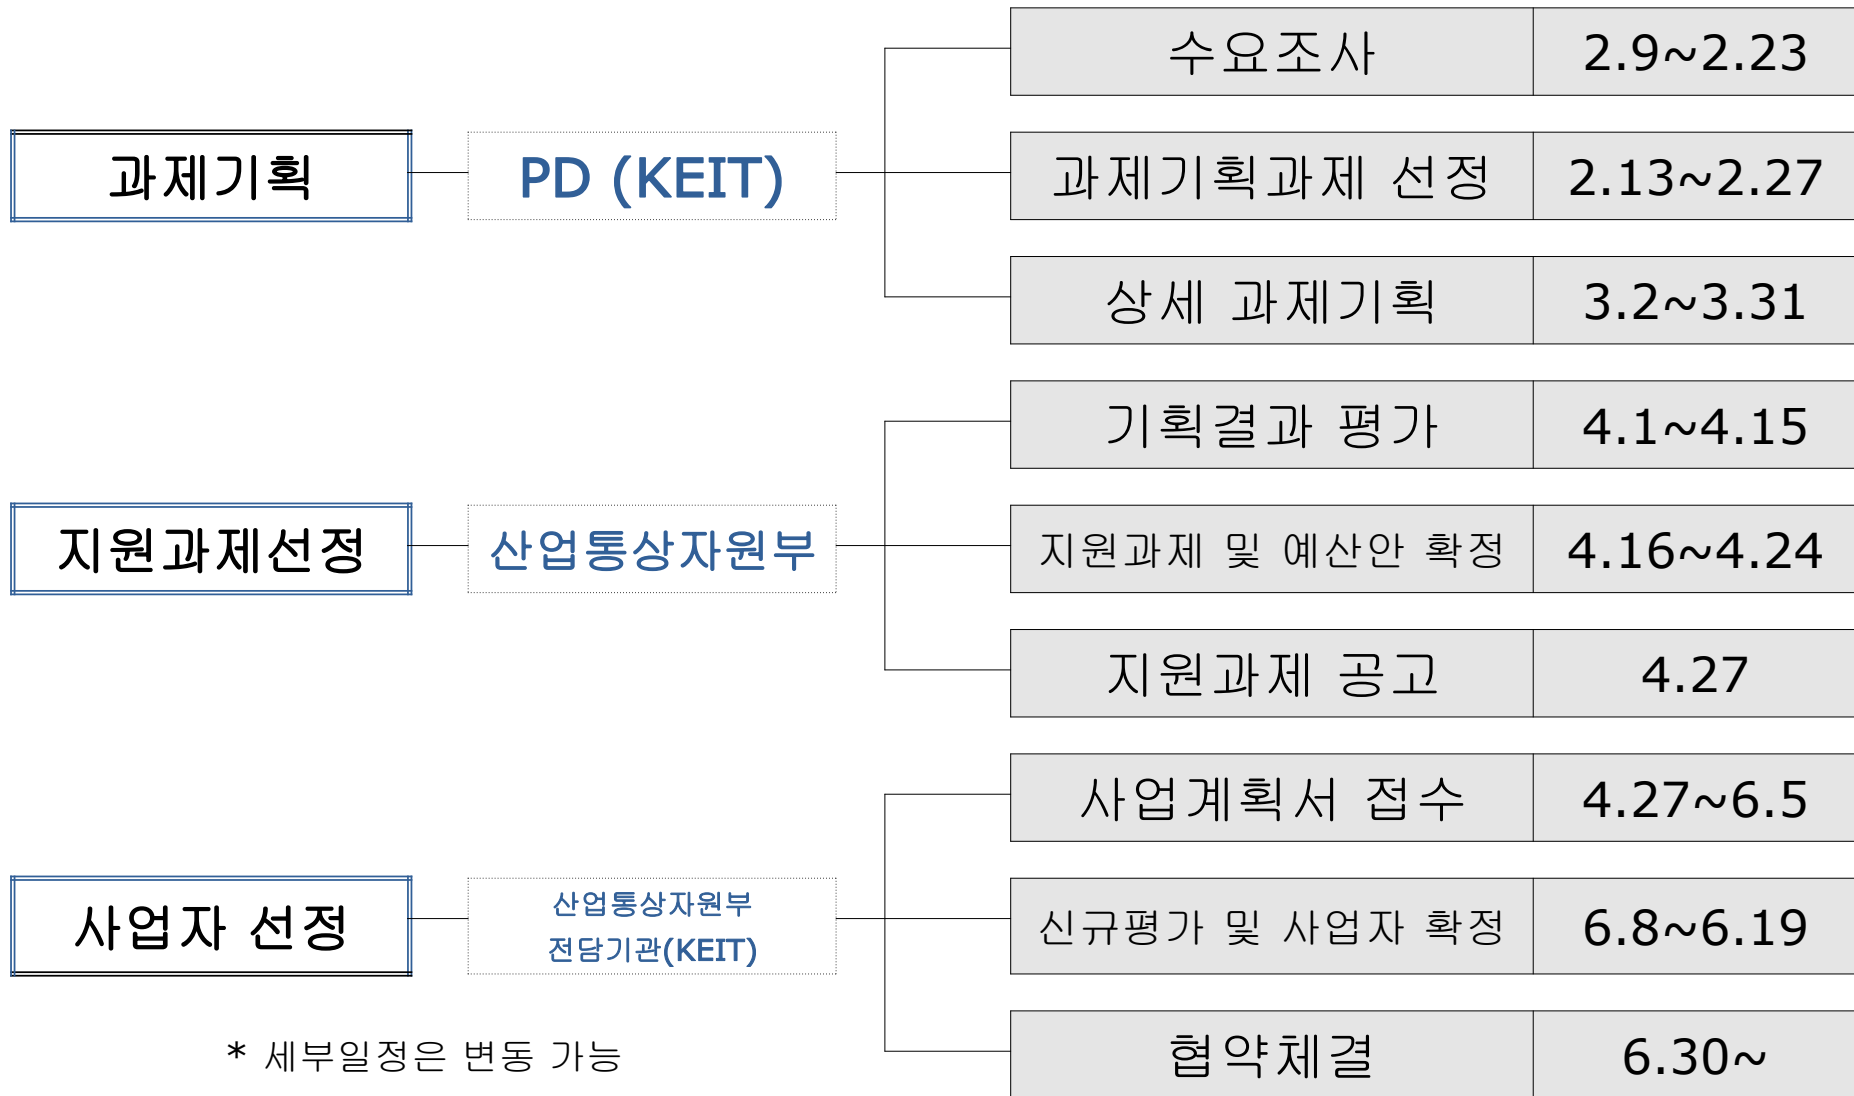 과제기획
PD (KEIT)
수요조사 2.9~2.23
과제기획과제 선정 2.13~2.27
상세 과제기획 3.2~3.31
지원과제선정
산업통상자원부
기획결과 평가 4.1~4.15
지원과제 및 예산안 확정 4.16~4.24
지원과제 공고 4.27
사업자 선정
산업통상자원부
전담기관(KEIT)
사업계획서 접수 4.27~6.5
신규평가 및 사업자 확정 6.8~6.19
협약체결 6.30~
* 세부일정은 변동 가능